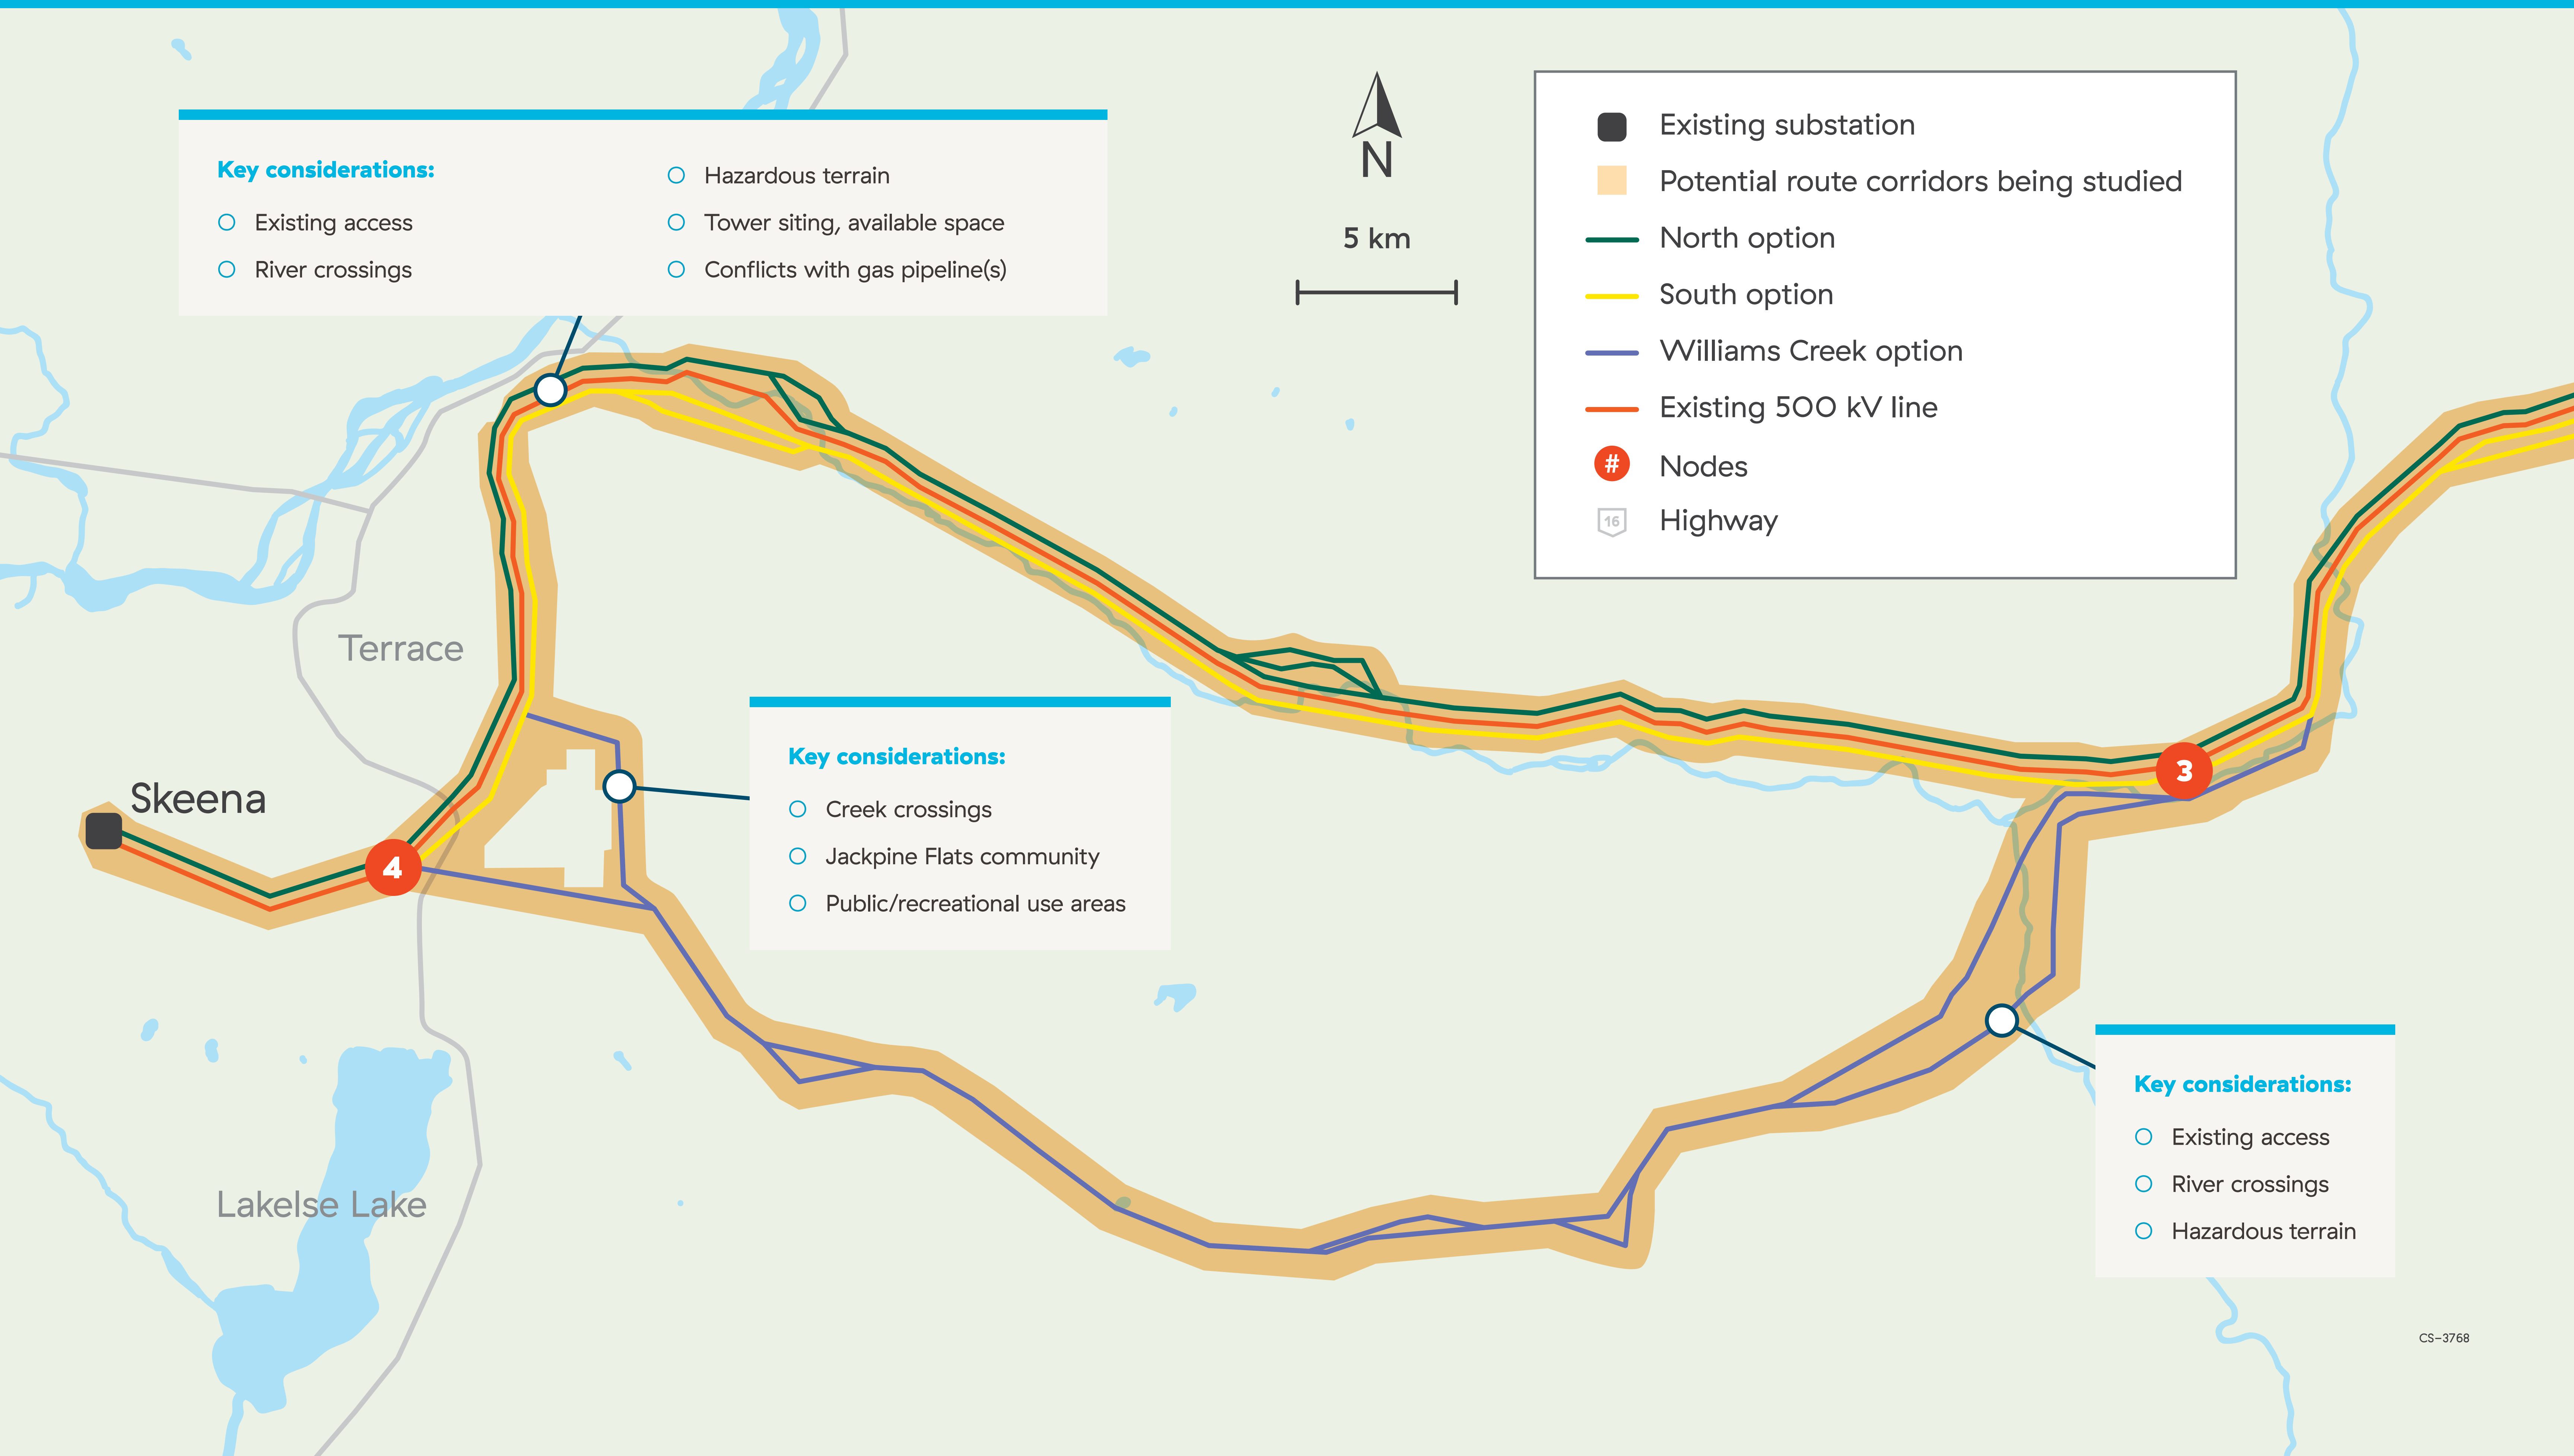 Key considerations:
Existing access
River crossings
Hazardous terrain
Tower siting, available space
Conflicts with gas pipeline(s)
N
5 km
Existing substation
Potential route corridors being studied
North option
South option
Williams Creek option
Existing 500 kV line
# Nodes
16 Highway
Terrace
Skeena
4
3
Key considerations:
Creek crossings
Jackpine Flats community
Public/recreational use areas
Lakelse Lake
Key considerations:
Existing access
River crossings
Hazardous terrain
CS-3768